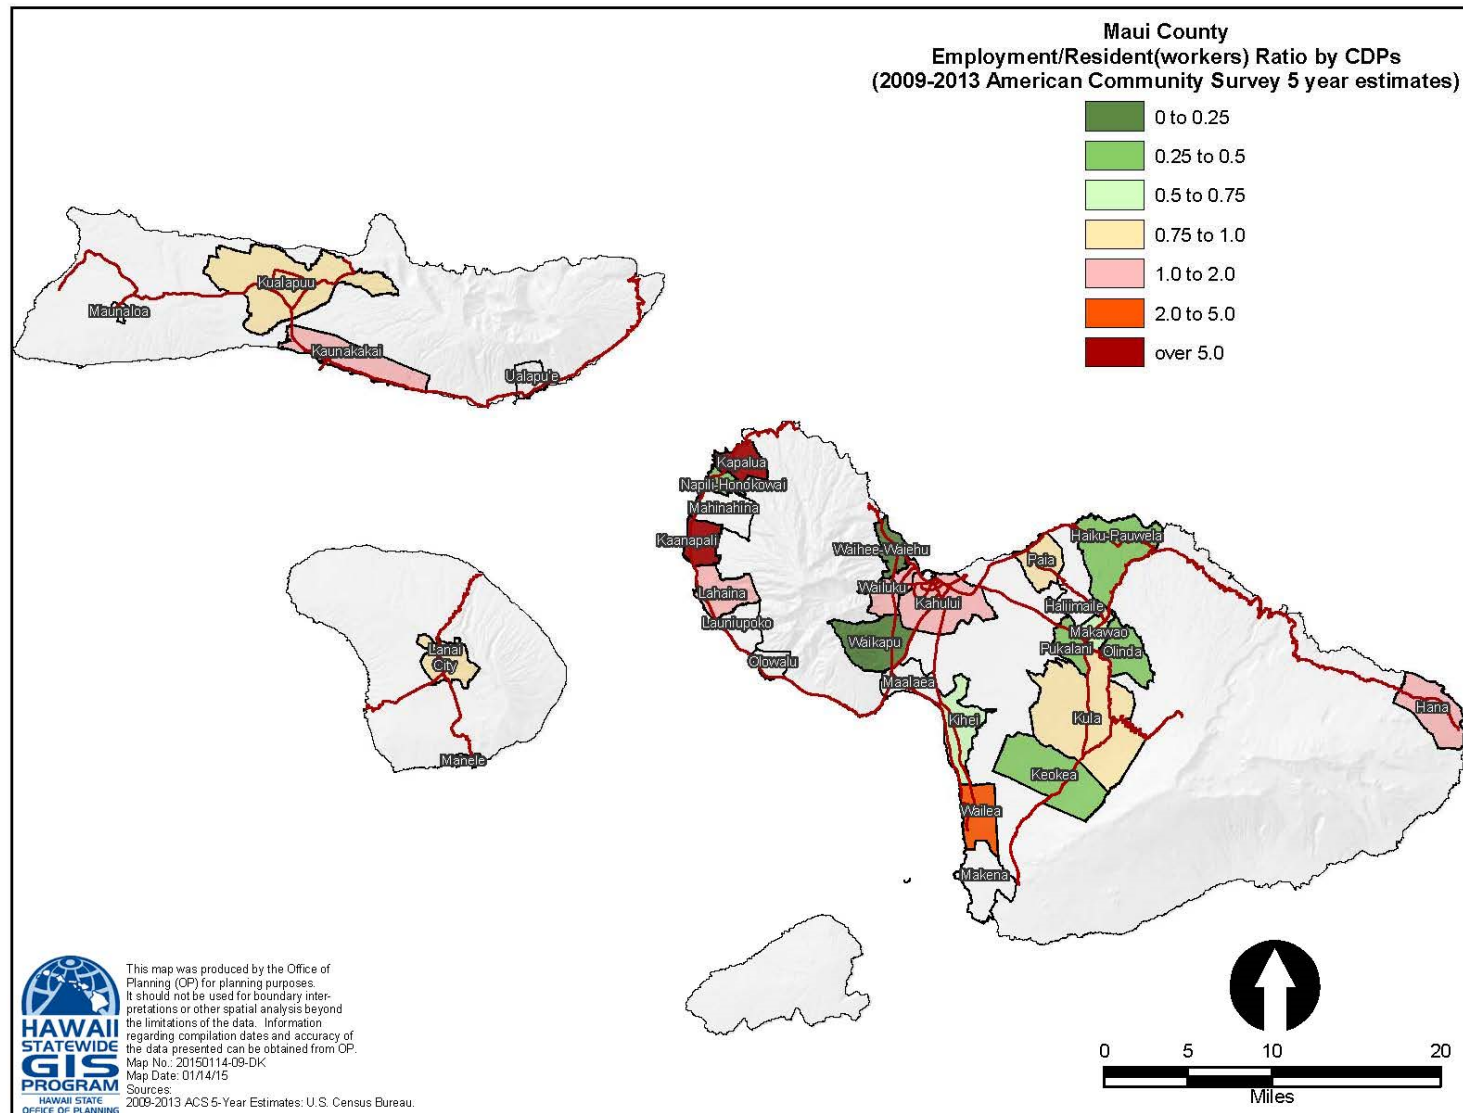 Maui County
Employment/Resident(workers) Ratio by CDPs
(2009-2013 American Community Survey 5 year estimates)
0 to 0.25
0.25 to 0.5
0.5 to 0.75
0.75 to 1.0
1.0 to 2.0
2.0 to 5.0
over 5.0
Kualapuu
Maunaloa
Kaunakakai
Ualapu'e
Kapalua
Napili-Honokowai
Mahinahina
Kaanapali
Lahaina
Launiupoko
Olowalu
Waihee-Waiehu
Wailuku
Kahului
Waikapu
Maalaea
Paia
Haiku-Pauwela
Haliimaile
Makawao
Pukalani
Olinda
Kihei
Kula
Keokea
Hana
Wailea
Makena
Lanai
City
Manele
HAWAII
STATEWIDE
GIS
PROGRAM
HAWAII STATE
OFFICE OF PLANNING
This map was produced by the Office of
Planning (OP) for planning purposes.
It should not be used for boundary inter-
pretations or other spatial analysis beyond
the limitations of the data. Information
regarding compilation dates and accuracy of
the data presented can be obtained from OP.
Map No.: 20150114-09-DK
Map Date: 01/14/15
Sources:
2009-2013 ACS 5-Year Estimates: U.S. Census Bureau.
0 5 10 20
Miles